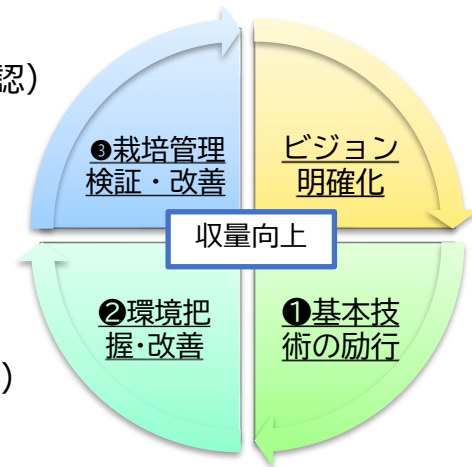 認)
❸栽培管理
検証・改善
ビジョン
明確化
収量向上
❷環境把
握・改善
❶基本技
術の励行
)